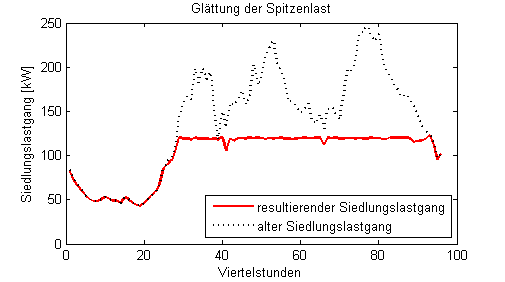 Glättung der Spitzenlast
250
200
150
100
50
0
Siedlungslastgang [kW]
resultierender Siedlungslastgang
alter Siedlungslastgang
0 20 40 60 80 100
Viertelstunden